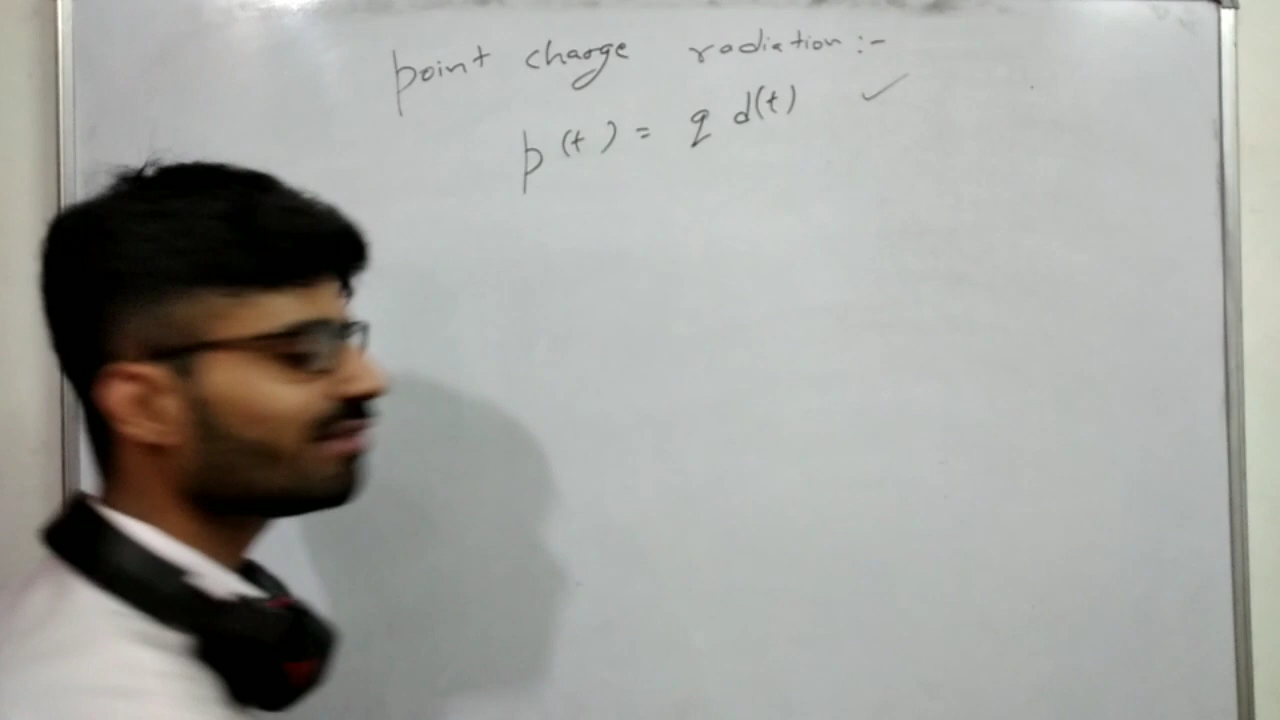 point charge radiation :-
p(t) = q d(t) ✓